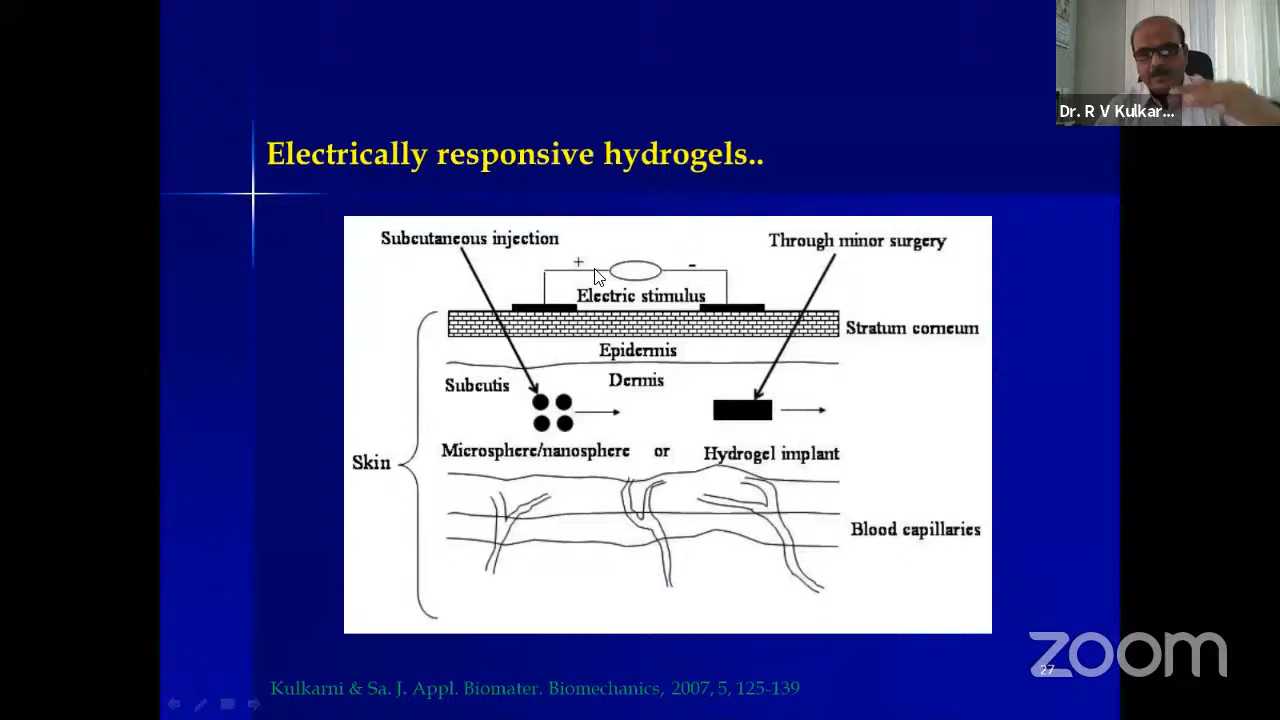 Dr. R V Kulkar...
Electrically responsive hydrogels..
Subcutaneous injection
Through minor surgery
+
-
Electric stimulus
Stratum corneum
Epidermis
Subcutis
Dermis
Microsphere/nanosphere or Hydrogel implant
Skin
Blood capillaries
zoom
27
Kulkarni & Sa. J. Appl. Biomater. Biomechanics, 2007, 5, 125-139